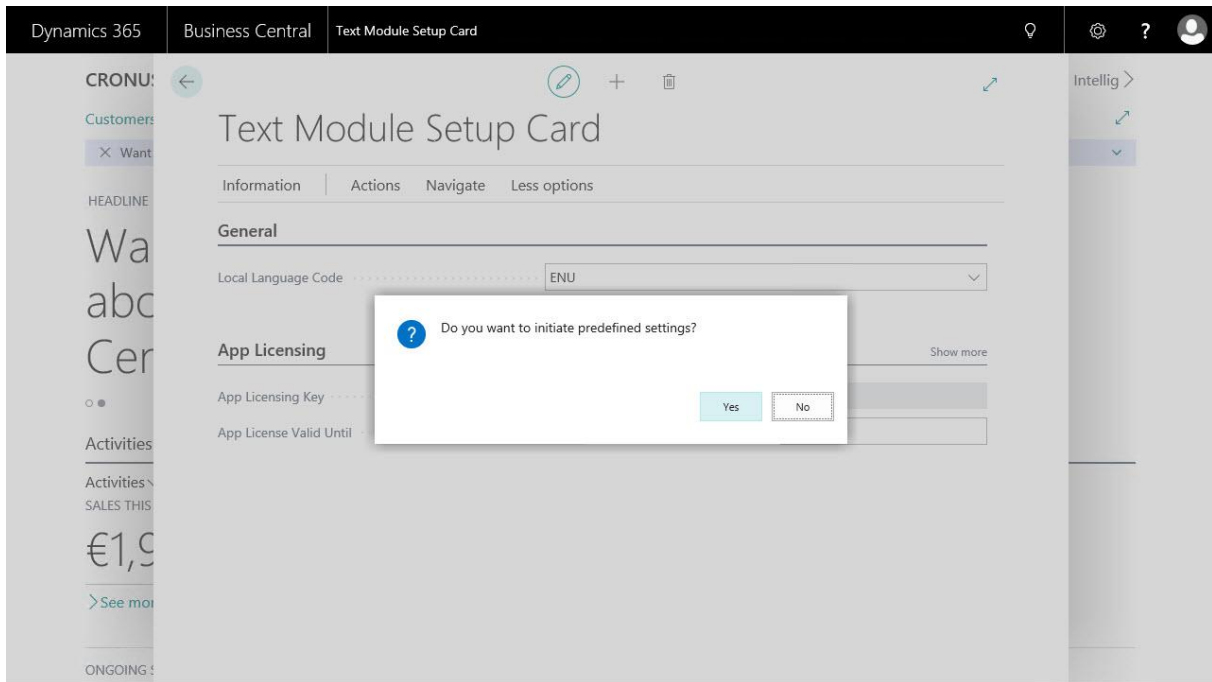 Dynamics 365 Business Central Text Module Setup Card ?
CRONUS Intellig
Customers
Want
HEADLINE
Wa
abo
Cer
Activities
Activities
SALES THIS
€1,9
See mor
ONGOING S
Text Module Setup Card
Information Actions Navigate Less options
General
Local Language Code ENU
App Licensing Show more
App Licensing Key
App License Valid Until
? Do you want to initiate predefined settings?
Yes No